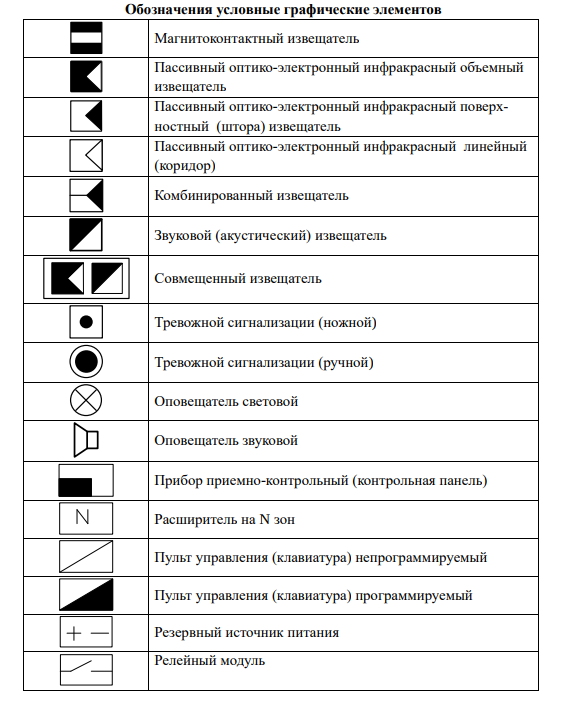 Обозначения условные графические элементов
Магнитоконтактный извещатель
Пассивный оптико-электронный инфракрасный объемный
извещатель
Пассивный оптико-электронный инфракрасный поверх-
ностный (штора) извещатель
Пассивный оптико-электронный инфракрасный линейный
(коридор)
Комбинированный извещатель
Звуковой (акустический) извещатель
Совмещенный извещатель
Тревожной сигнализации (ножной)
Тревожной сигнализации (ручной)
Оповещатель световой
Оповещатель звуковой
Прибор приемно-контрольный (контрольная панель)
N
Расширитель на N зон
Пульт управления (клавиатура) непрограммируемый
Пульт управления (клавиатура) программируемый
+ −
Резервный источник питания
Релейный модуль